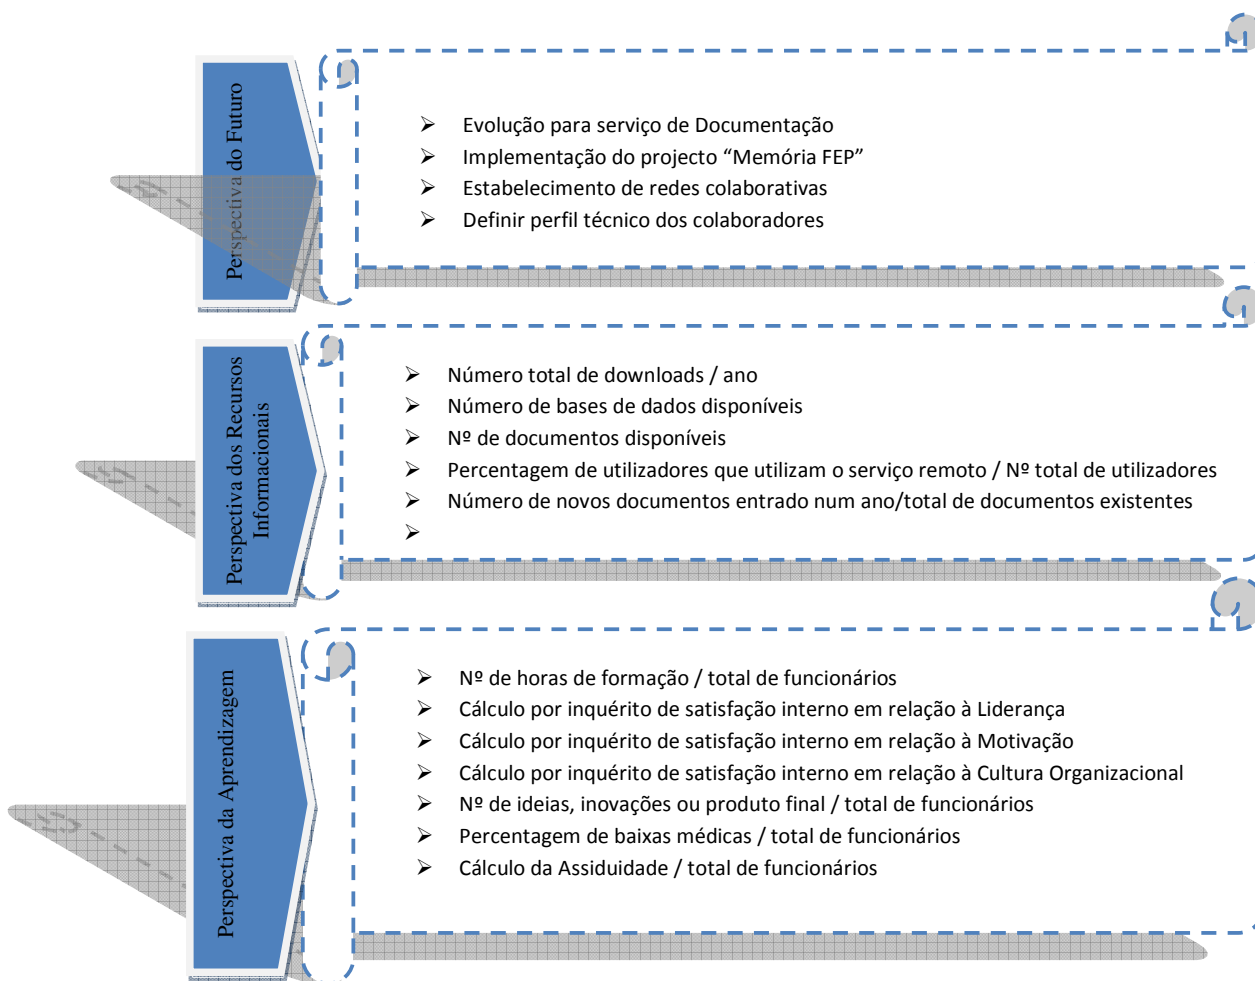 Perspectiva do Futuro
➢ Evolução para serviço de Documentação
➢ Implementação do projecto “Memória FEP”
➢ Estabelecimento de redes colaborativas
➢ Definir perfil técnico dos colaboradores
Perspectiva dos Recursos
Informacionais
➢ Número total de downloads / ano
➢ Número de bases de dados disponíveis
➢ Nº de documentos disponíveis
➢ Percentagem de utilizadores que utilizam o serviço remoto / Nº total de utilizadores
➢ Número de novos documentos entrado num ano/total de documentos existentes
➢
Perspectiva da Aprendizagem
➢ Nº de horas de formação / total de funcionários
➢ Cálculo por inquérito de satisfação interno em relação à Liderança
➢ Cálculo por inquérito de satisfação interno em relação à Motivação
➢ Cálculo por inquérito de satisfação interno em relação à Cultura Organizacional
➢ Nº de ideias, inovações ou produto final / total de funcionários
➢ Percentagem de baixas médicas / total de funcionários
➢ Cálculo da Assiduidade / total de funcionários